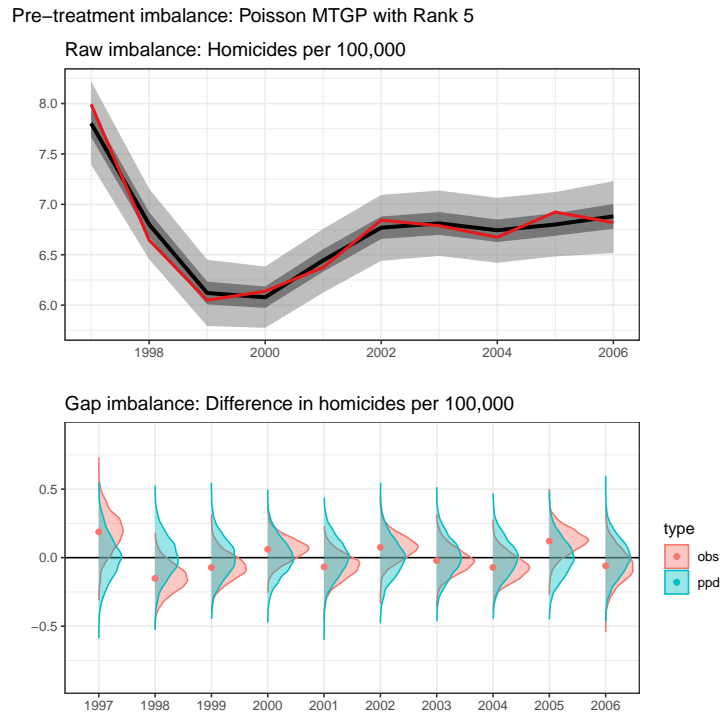 Pre−treatment imbalance: Poisson MTGP with Rank 5
Raw imbalance: Homicides per 100,000
8.0
7.5
7.0
6.5
6.0
1998 2000 2002 2004 2006
Gap imbalance: Difference in homicides per 100,000
0.5
0.0
−0.5
1997 1998 1999 2000 2001 2002 2003 2004 2005 2006
type
obs
ppd